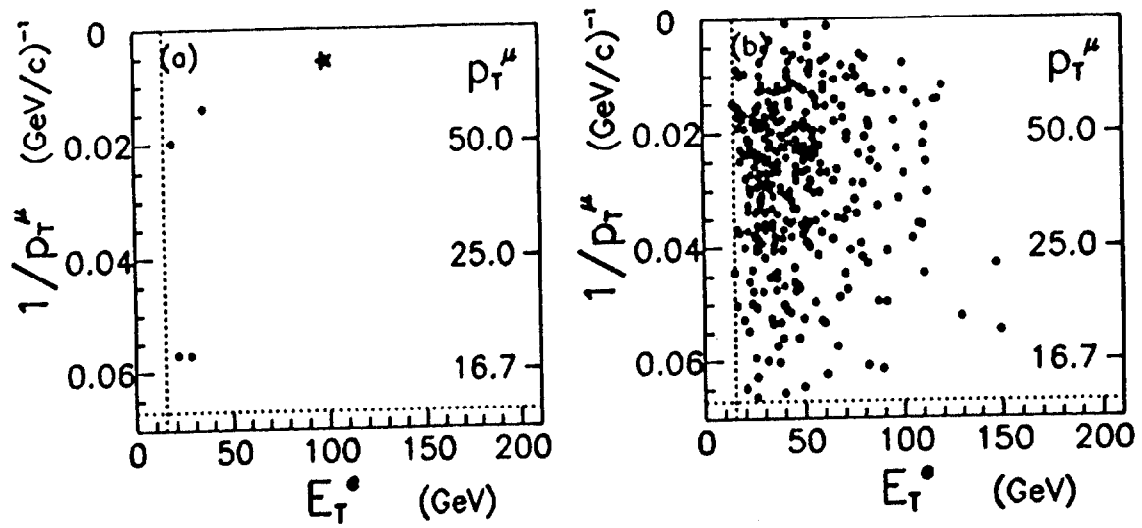 0
(a)
p_T^μ
0.02
50.0
0.04
25.0
0.06
16.7
1/p_T^μ (GeV/c)⁻¹
0 50 100 150 200
E_T^e (GeV)
0
(b)
p_T^μ
0.02
50.0
0.04
25.0
0.06
16.7
1/p_T^μ (GeV/c)⁻¹
0 50 100 150 200
E_T^e (GeV)